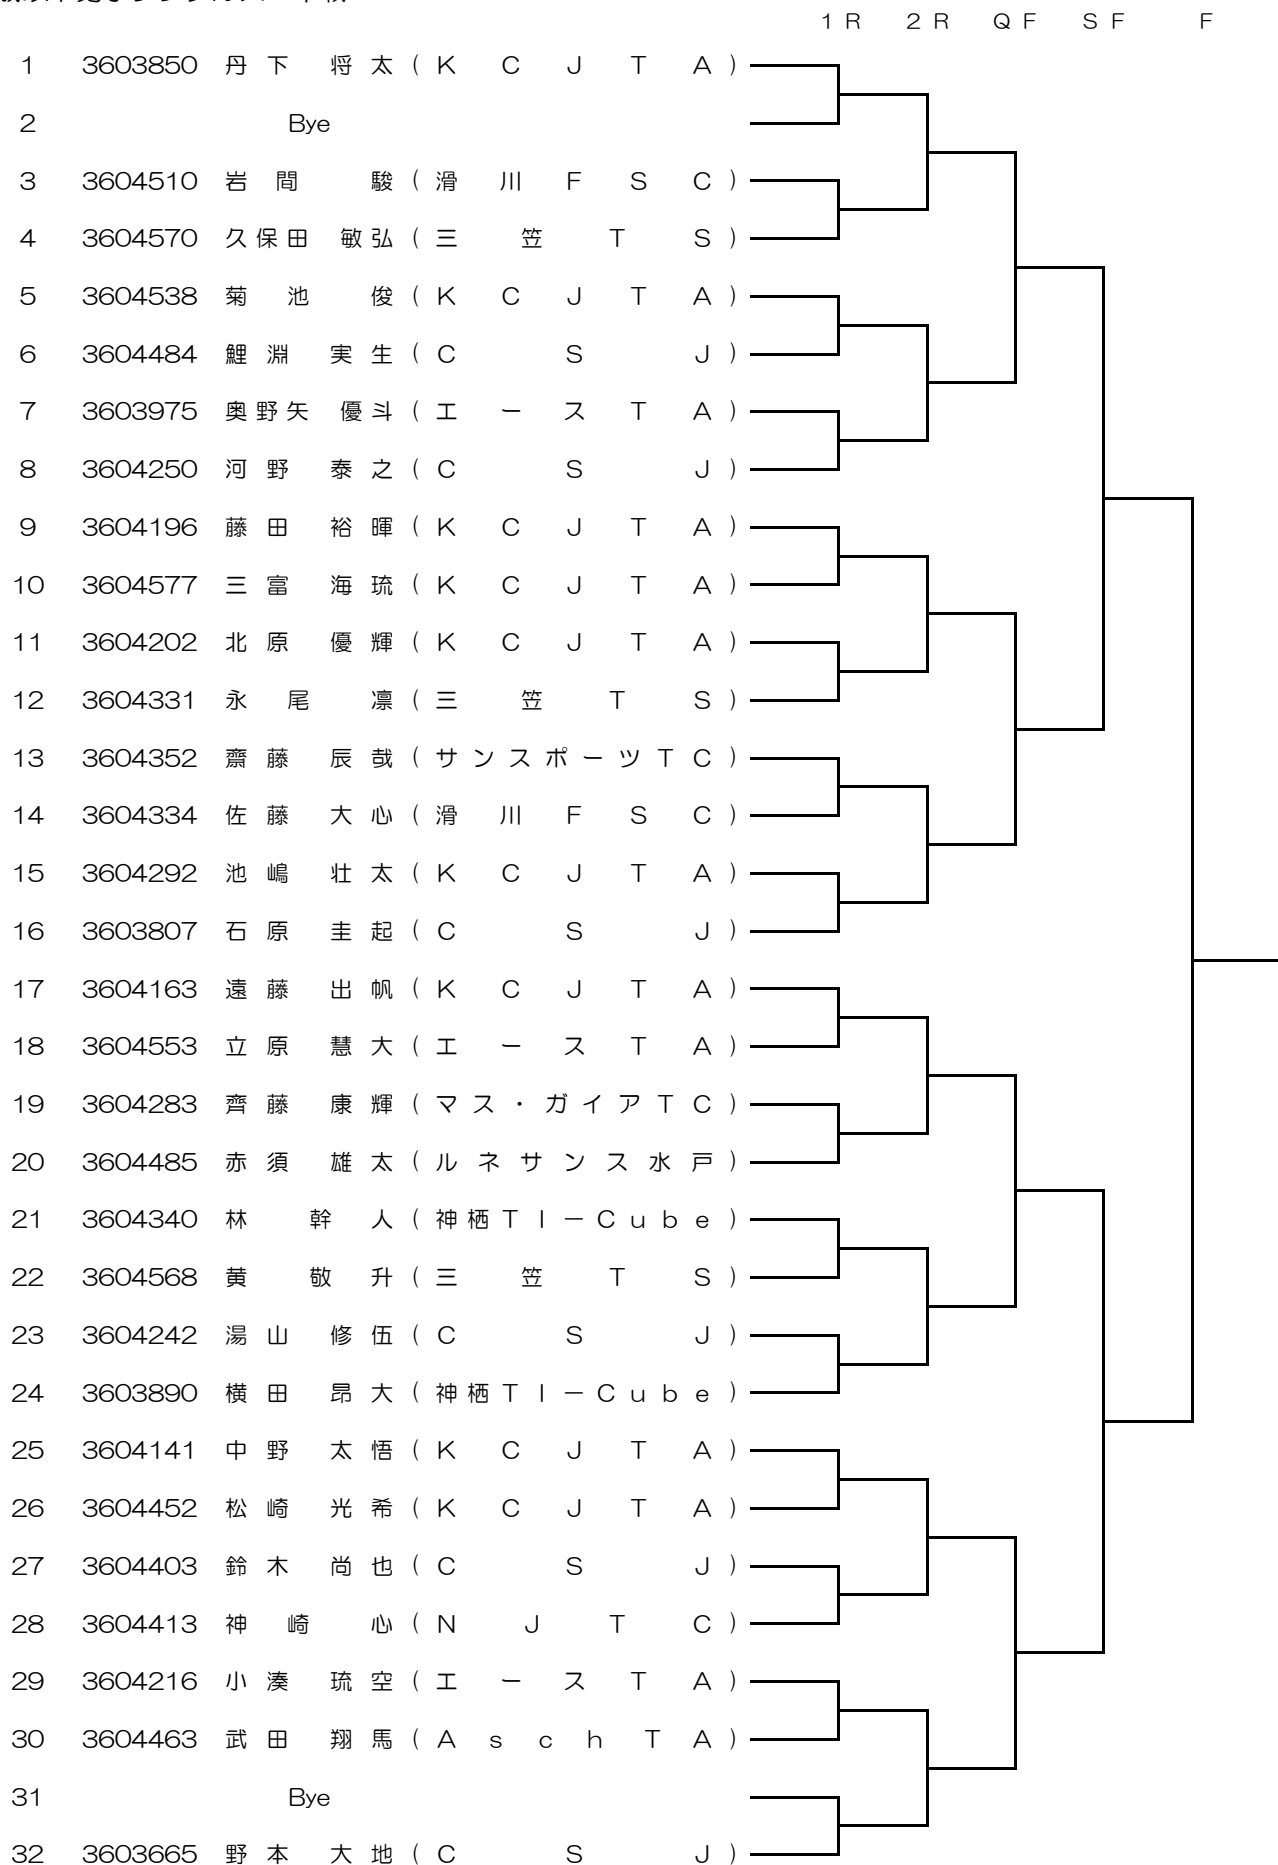 1R 2R QF SF F
1 3603850 丹下 将太 (KCJTA)
2 Bye
3 3604510 岩間 駿 (滑川FSC)
4 3604570 久保田 敏弘 (三笠TS)
5 3604538 菊池 俊 (KCJTA)
6 3604484 鯉淵 実生 (CSJ)
7 3603975 奥野矢 優斗 (エースTA)
8 3604250 河野 泰之 (CSJ)
9 3604196 藤田 裕暉 (KCJTA)
10 3604577 三富 海琉 (KCJTA)
11 3604202 北原 優輝 (KCJTA)
12 3604331 永尾 凛 (三笠TS)
13 3604352 齋藤 辰哉 (サンスポーツTC)
14 3604334 佐藤 大心 (滑川FSC)
15 3604292 池嶋 壮太 (KCJTA)
16 3603807 石原 圭起 (CSJ)
17 3604163 遠藤 出帆 (KCJTA)
18 3604553 立原 慧大 (エースTA)
19 3604283 齊藤 康輝 (マス・ガイアTC)
20 3604485 赤須 雄太 (ルネサンス水戸)
21 3604340 林 幹人 (神栖TI－Cube)
22 3604568 黄 敬升 (三笠TS)
23 3604242 湯山 修伍 (CSJ)
24 3603890 横田 昂大 (神栖TI－Cube)
25 3604141 中野 太悟 (KCJTA)
26 3604452 松崎 光希 (KCJTA)
27 3604403 鈴木 尚也 (CSJ)
28 3604413 神崎 心 (NJTC)
29 3604216 小湊 琉空 (エースTA)
30 3604463 武田 翔馬 (AschTA)
31 Bye
32 3603665 野本 大地 (CSJ)